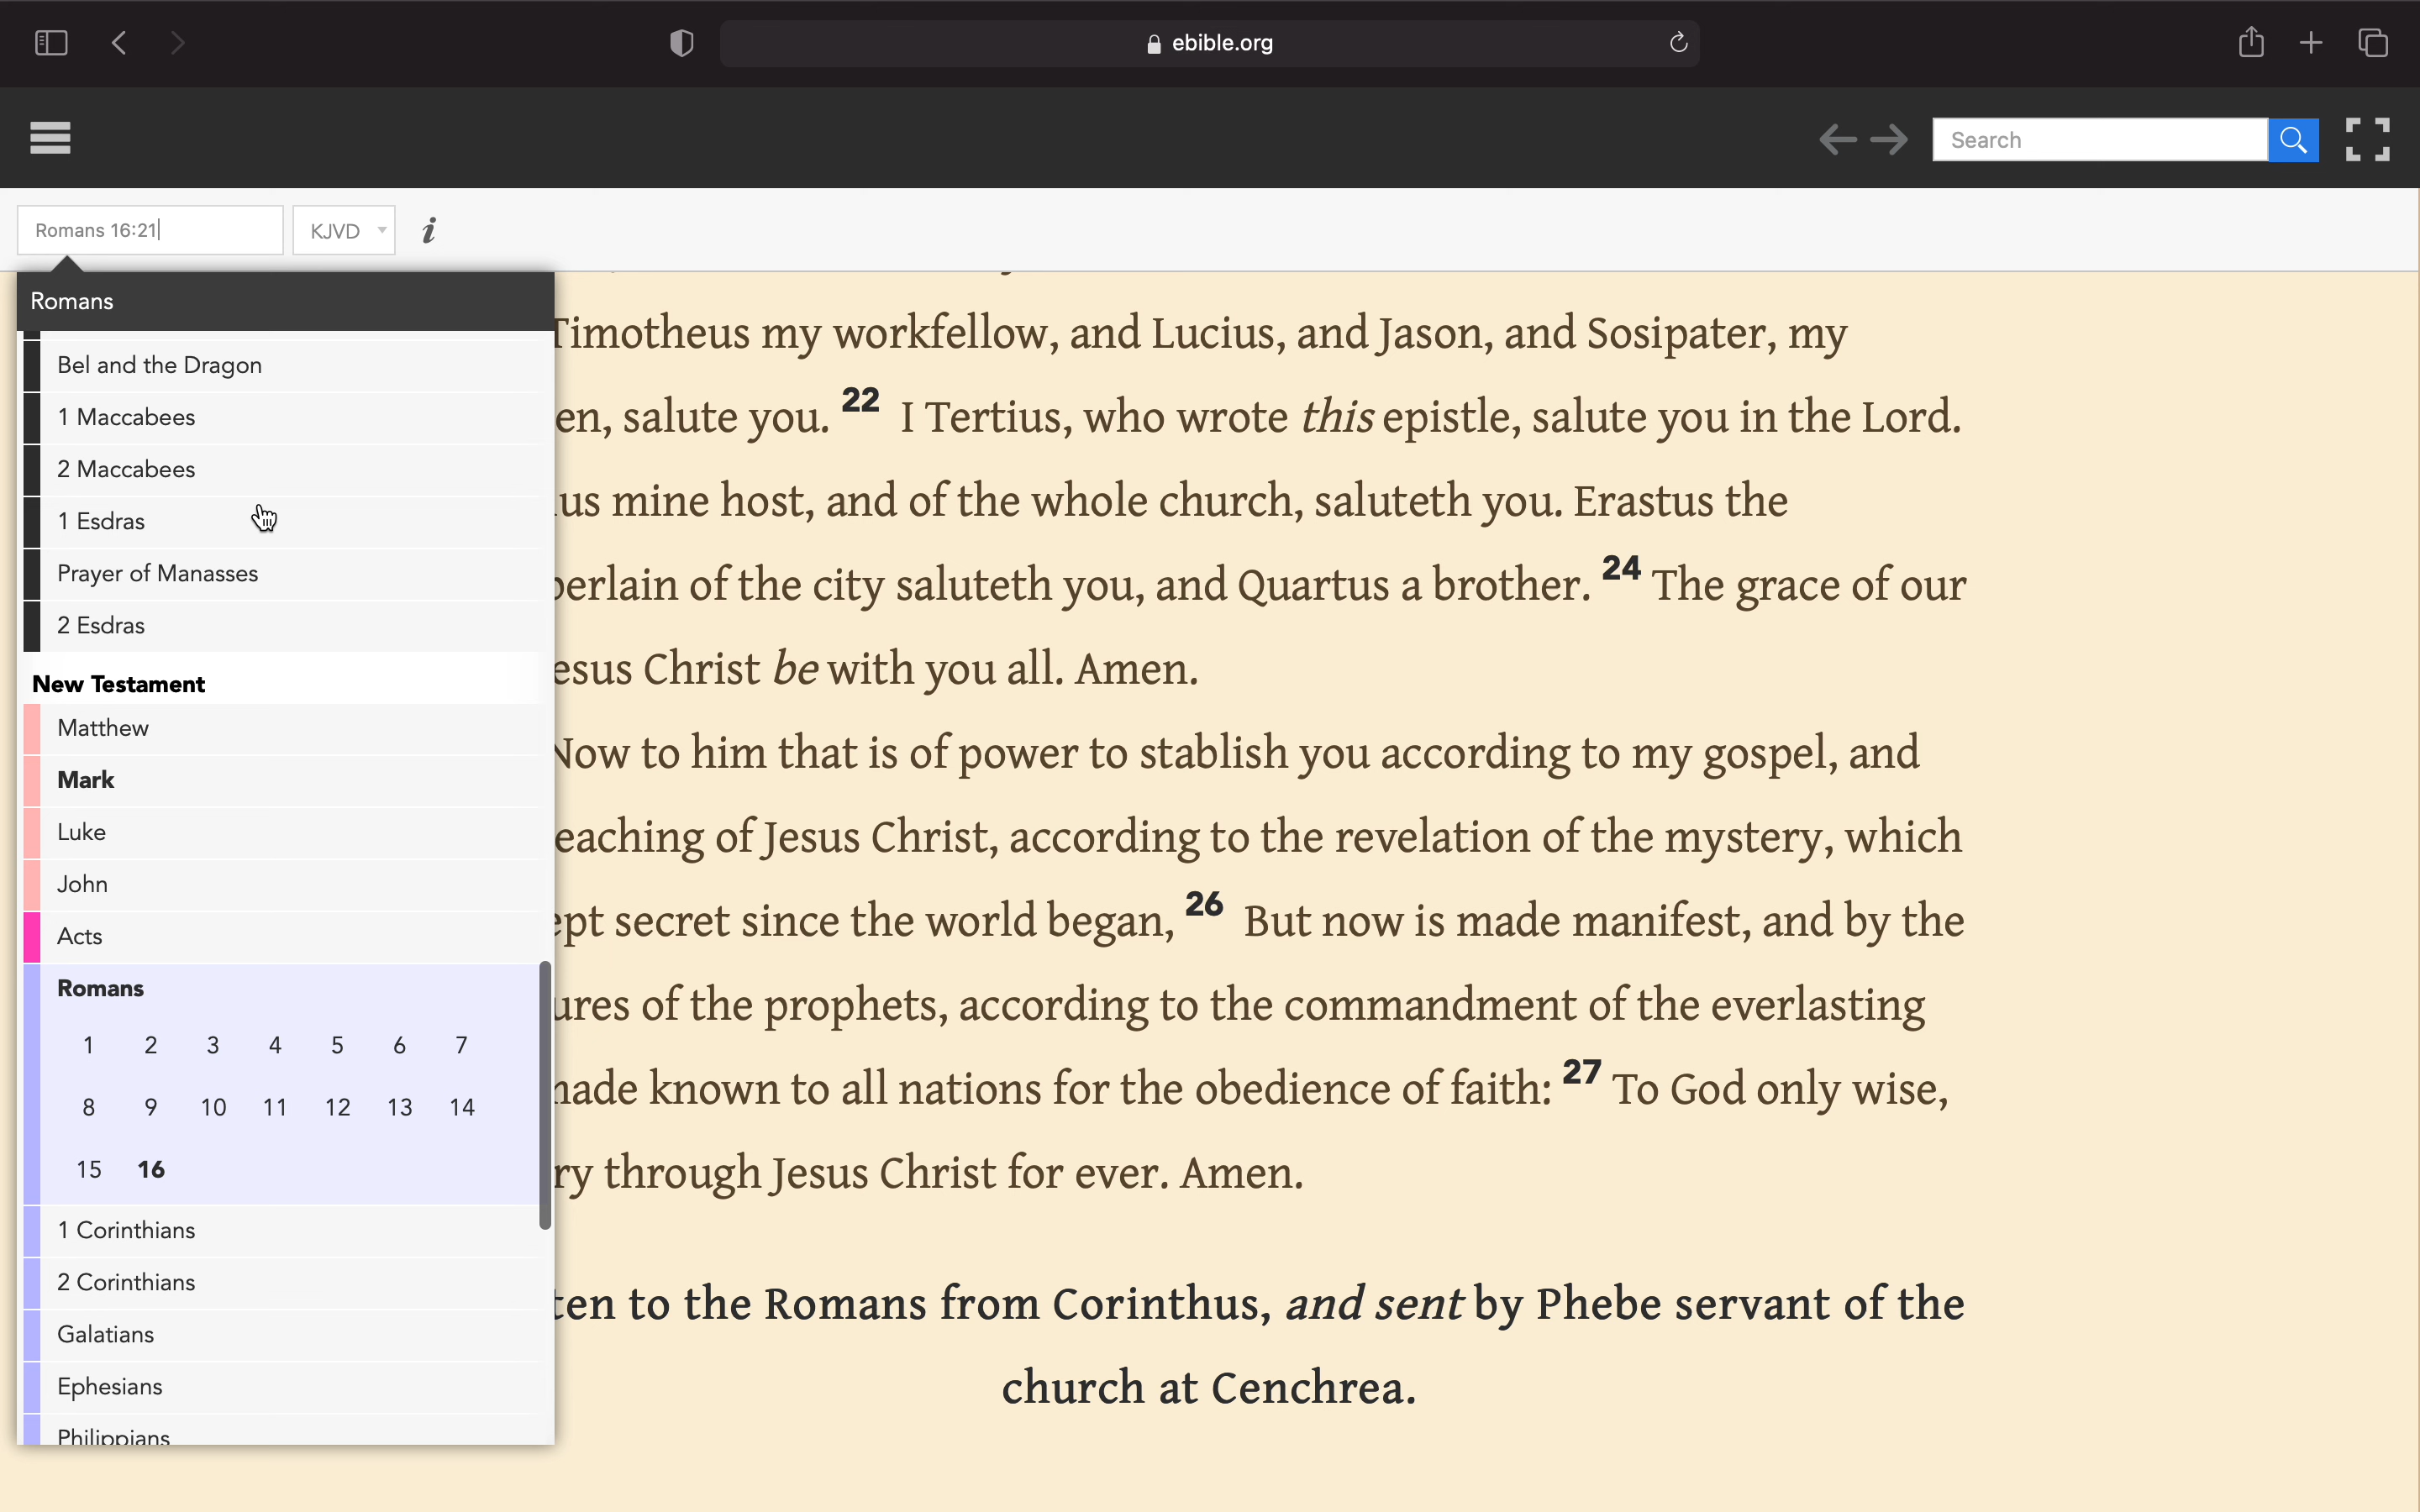 ebible.org
Search
Romans 16:21
KJVD
i
Romans
Bel and the Dragon
1 Maccabees
2 Maccabees
1 Esdras
Prayer of Manasses
2 Esdras
New Testament
Matthew
Mark
Luke
John
Acts
Romans
1 2 3 4 5 6 7
8 9 10 11 12 13 14
15 16
1 Corinthians
2 Corinthians
Galatians
Ephesians
Philippians
Timotheus my workfellow, and Lucius, and Jason, and Sosipater, my
en, salute you. 22 I Tertius, who wrote this epistle, salute you in the Lord.
us mine host, and of the whole church, saluteth you. Erastus the
berlain of the city saluteth you, and Quartus a brother. 24 The grace of our
esus Christ be with you all. Amen.
Now to him that is of power to stablish you according to my gospel, and
eaching of Jesus Christ, according to the revelation of the mystery, which
ept secret since the world began, 26 But now is made manifest, and by the
ures of the prophets, according to the commandment of the everlasting
made known to all nations for the obedience of faith: 27 To God only wise,
ry through Jesus Christ for ever. Amen.
ten to the Romans from Corinthus, and sent by Phebe servant of the
church at Cenchrea.